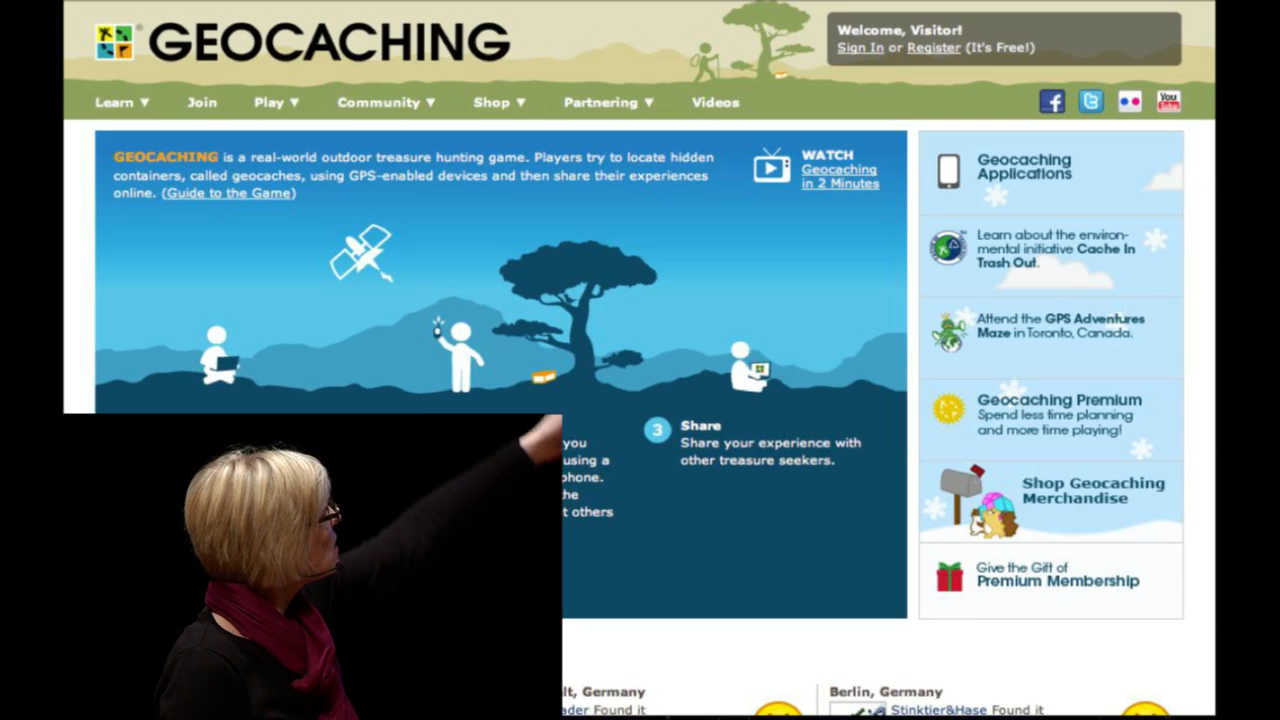 GEOCACHING
Welcome, Visitor!
Sign In or Register (It's Free!)
Learn ▼ Join Play ▼ Community ▼ Shop ▼ Partnering ▼ Videos
You
GEOCACHING is a real-world outdoor treasure hunting game. Players try to locate hidden
containers, called geocaches, using GPS-enabled devices and then share their experiences
online. (Guide to the Game)
WATCH
Geocaching
in 2 Minutes
you
using a
phone.
the
t others
3 Share
Share your experience with
other treasure seekers.
Geocaching
Applications
Learn about the environ-
mental initiative Cache In
Trash Out.
Attend the GPS Adventures
Maze in Toronto, Canada.
Geocaching Premium
Spend less time planning
and more time playing!
Shop Geocaching
Merchandise
Give the Gift of
Premium Membership
lt, Germany
ader Found it
Berlin, Germany
Stinktier&Hase Found it